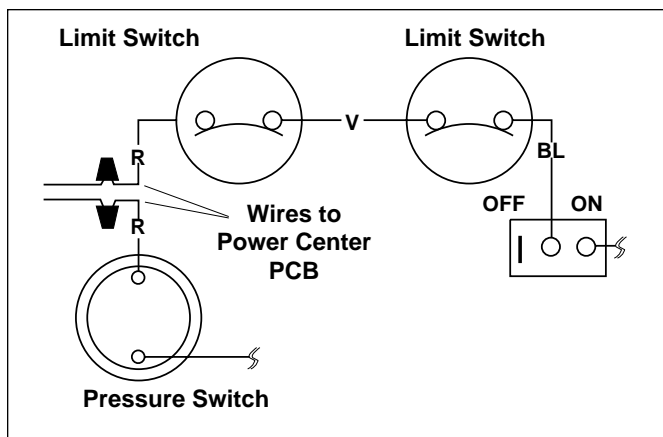 Limit Switch
Limit Switch
R
V
BL
OFF ON
R
Wires to
Power Center
PCB
Pressure Switch